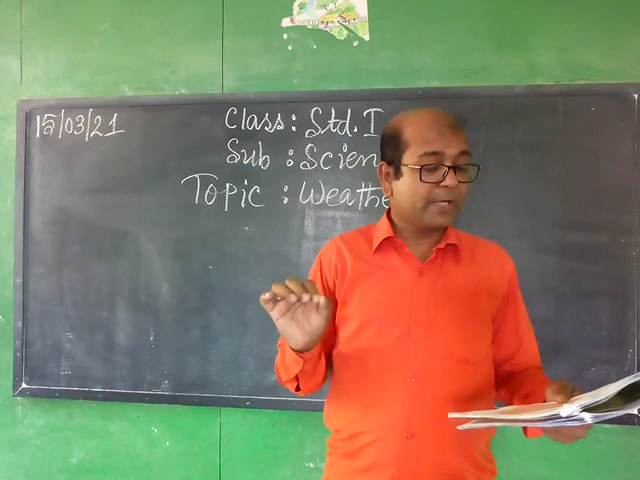 15/03/21
Class: Std. I
Sub : Scien
Topic : Weathe